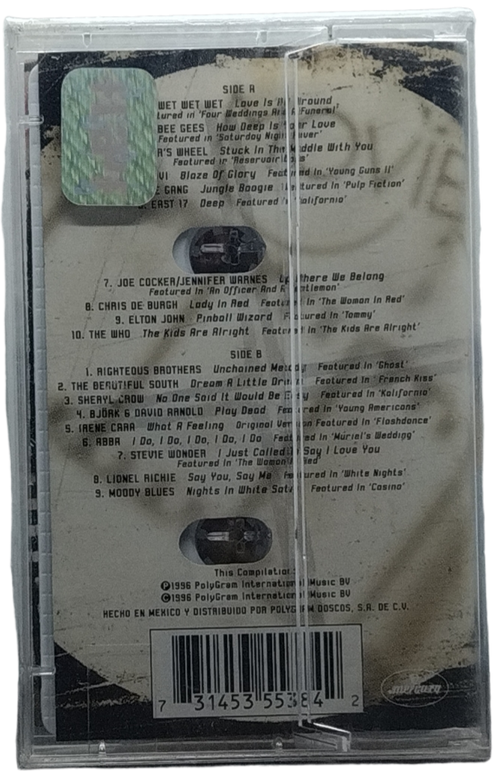 SIDE A
WET WET WET Love Is All Around
tured in 'Four Weddings And A Funeral'
BEE GEES How Deep Is Your Love
Featured in 'Saturday Night Fever'
R'S WHEEL Stuck In The Middle With You
Featured in 'Reservoir Dogs'
VI Blaze Of Glory Featured In 'Young Guns II'
E GANG Jungle Boogie Featured In 'Pulp Fiction'
EAST 17 Deep Featured In 'Kalifornia'
7. JOE COCKER/JENNIFER WARNES Up Where We Belong
Featured In 'An Officer And A Gentleman'
8. CHRIS DE BURGH Lady In Red Featured In 'The Woman In Red'
9. ELTON JOHN Pinball Wizard Featured In 'Tommy'
10. THE WHO The Kids Are Alright Featured In 'The Kids Are Alright'
SIDE B
1. RIGHTEOUS BROTHERS Unchained Melody Featured In 'Ghost'
2. THE BEAUTIFUL SOUTH Dream A Little Dream Featured In 'French Kiss'
3. SHERYL CROW No One Said It Would Be Easy Featured In 'Kalifornia'
4. BJÖRK & DAVID ARNOLD Play Dead Featured In 'Young Americans'
5. IRENE CARA What A Feeling Original Version Featured In 'Flashdance'
6. ABBA I Do, I Do, I Do, I Do, I Do Featured In 'Muriel's Wedding'
7. STEVIE WONDER I Just Called To Say I Love You
Featured In 'The Woman In Red'
8. LIONEL RICHIE Say You, Say Me Featured In 'White Nights'
9. MOODY BLUES Nights In White Satin Featured In 'Casino'
This Compilation:
℗1996 PolyGram International Music BV
©1996 PolyGram International Music BV
HECHO EN MEXICO Y DISTRIBUIDO POR POLYGRAM DISCOS, S.A. DE C.V.
7 31453 55384 2
mercury